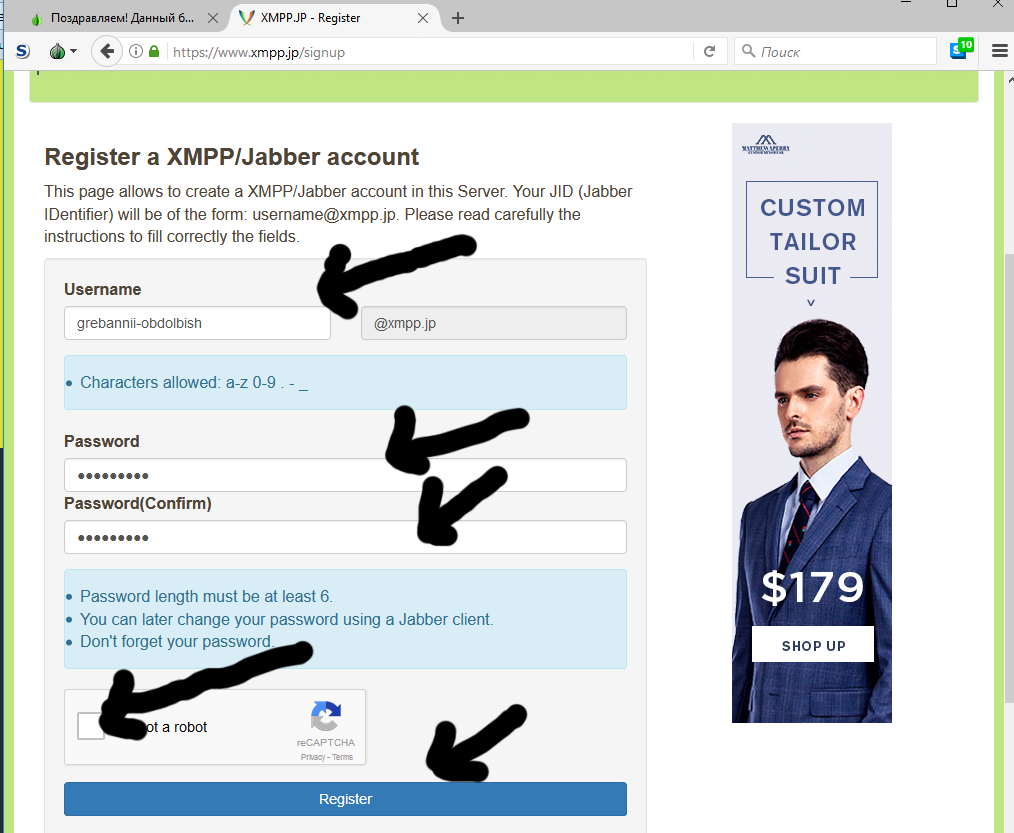 Поздравляем! Данный б...
XMPP.JP - Register
S
https://www.xmpp.jp/signup
Поиск
10
Register a XMPP/Jabber account
This page allows to create a XMPP/Jabber account in this Server. Your JID (Jabber
IDentifier) will be of the form: username@xmpp.jp. Please read carefully the
instructions to fill correctly the fields.
Username
grebannii-obdolbish
@xmpp.jp
Characters allowed: a-z 0-9 . - _
Password
•••••••••
Password(Confirm)
•••••••••
Password length must be at least 6.
You can later change your password using a Jabber client.
Don't forget your password.
ot a robot
reCAPTCHA
Privacy - Terms
Register
MATTHEWAPERRY
CUSTOM
TAILOR
SUIT
$179
SHOP UP